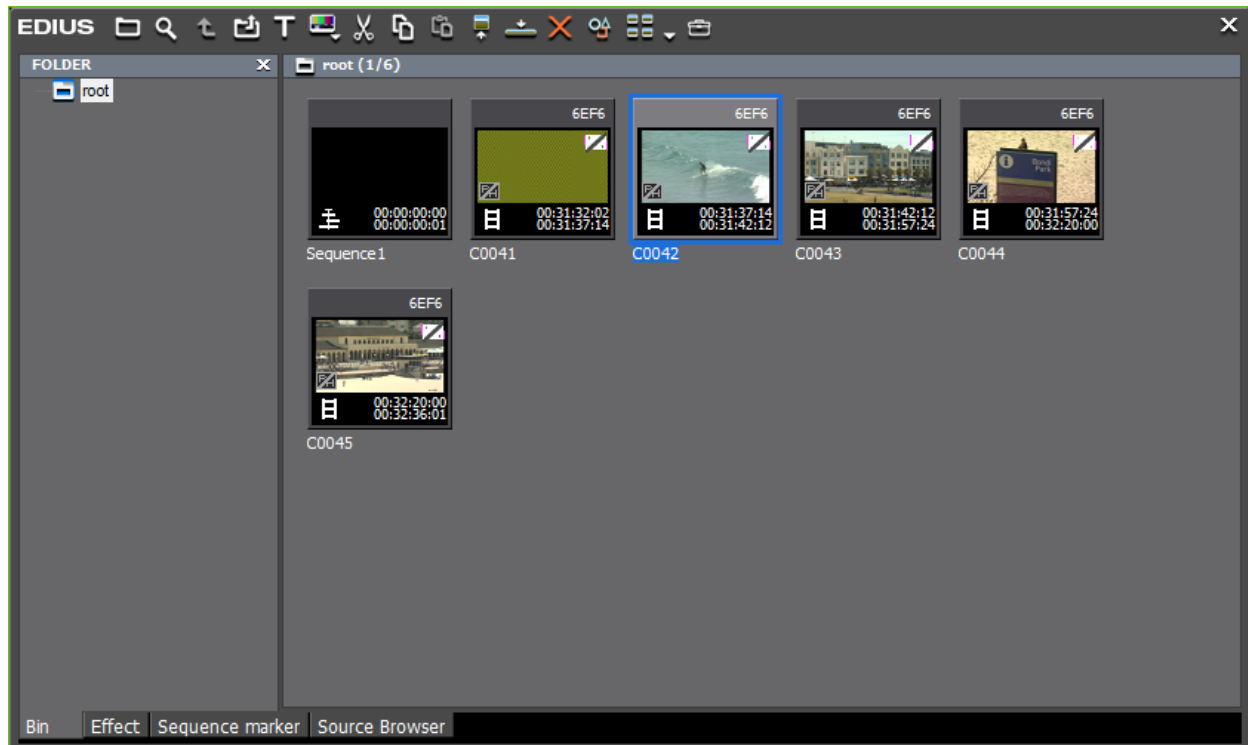 EDIUS
FOLDER
root (1/6)
root
00:00:00:00
00:00:00:01
Sequence1
6EF6
00:31:32:02
00:31:37:14
C0041
6EF6
00:31:37:14
00:31:42:12
C0042
6EF6
00:31:42:12
00:31:57:24
C0043
6EF6
Bondi
Park
00:31:57:24
00:32:20:00
C0044
6EF6
00:32:20:00
00:32:36:01
C0045
Bin
Effect
Sequence marker
Source Browser